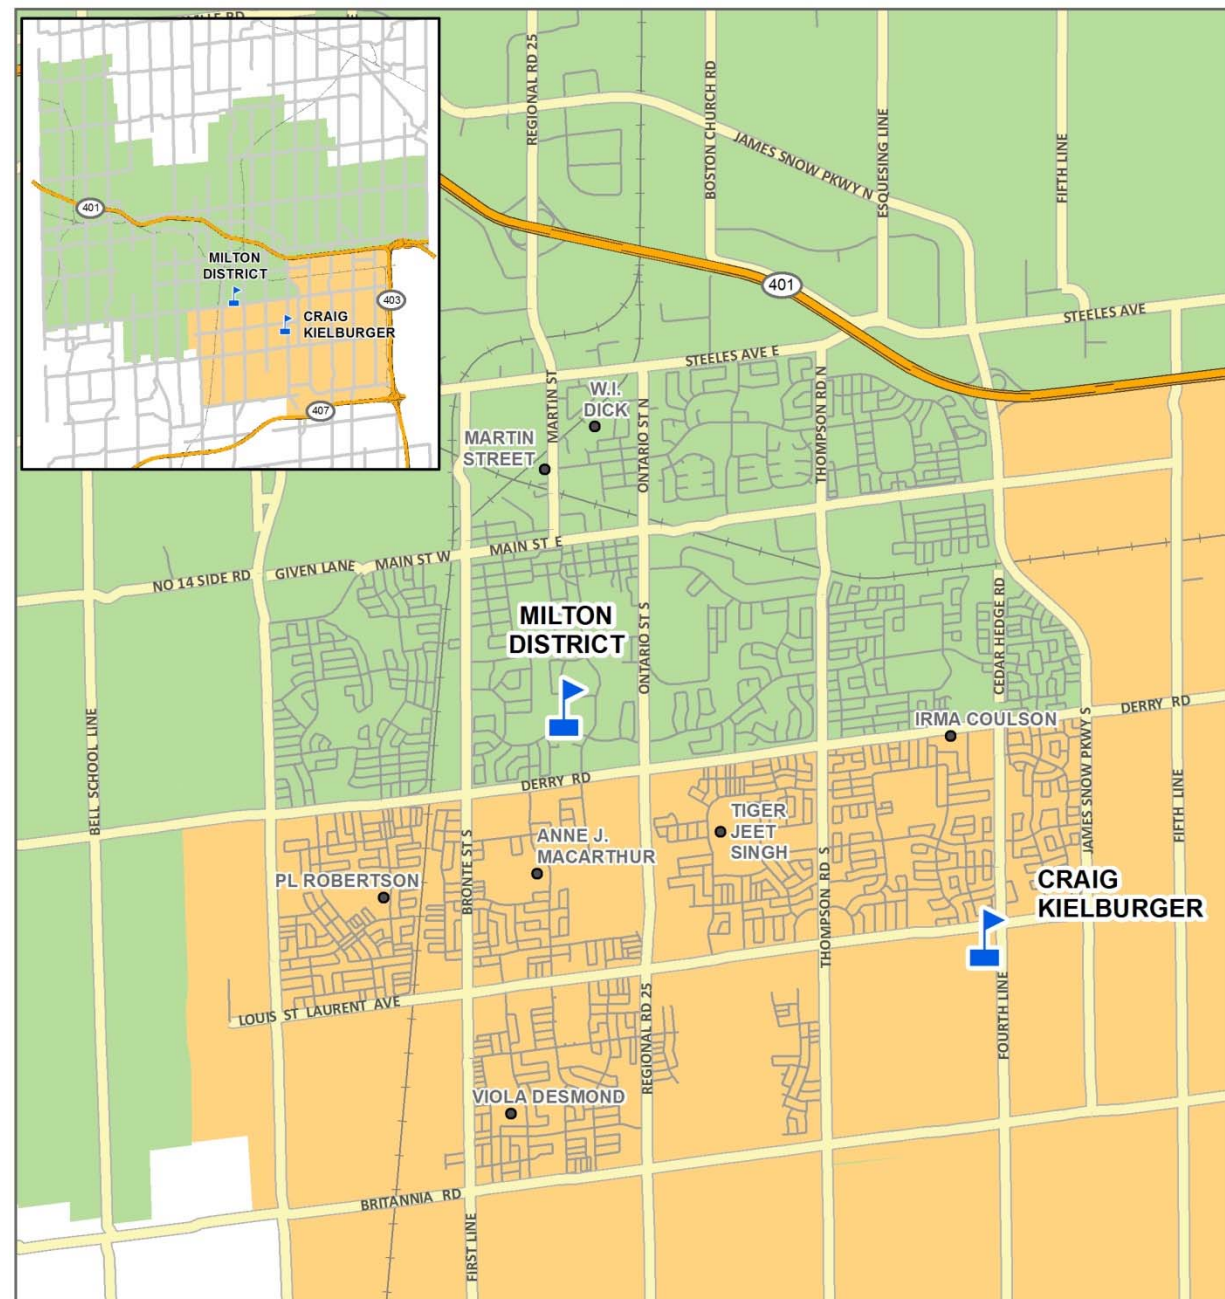 401
MILTON
DISTRICT
403
CRAIG
KIELBURGER
407
REGIONAL RD 25
BOSTON CHURCH RD
JAMES SNOW PKWY N
ESQUESING LINE
FIFTH LINE
401
STEELES AVE
STEELES AVE E
W.I.
DICK
MARTIN ST
MARTIN
STREET
ONTARIO ST N
THOMPSON RD N
MAIN ST E
MAIN ST W
GIVEN LANE
NO 14 SIDE RD
MILTON
DISTRICT
ONTARIO ST S
CEDAR HEDGE RD
IRMA COULSON
DERRY RD
BELL SCHOOL LINE
DERRY RD
JAMES SNOW PKWY S
FIFTH LINE
TIGER
JEET
SINGH
ANNE J.
MACARTHUR
PL ROBERTSON
BRONTE ST S
THOMPSON RD S
CRAIG
KIELBURGER
LOUIS ST LAURENT AVE
REGIONAL RD 25
FOURTH LINE
VIOLA DESMOND
BRITANNIA RD
FIRST LINE